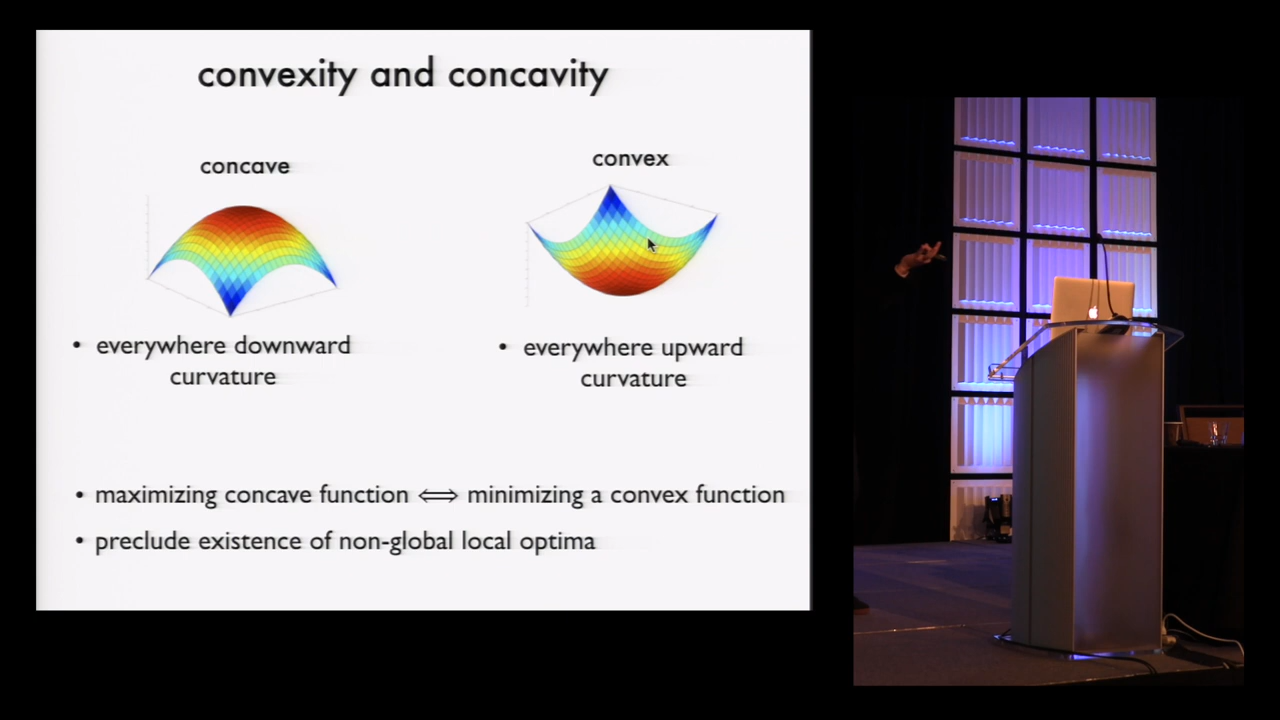 convexity and concavity
concave
convex
• everywhere downward
curvature
• everywhere upward
curvature
• maximizing concave function ⟺ minimizing a convex function
• preclude existence of non-global local optima